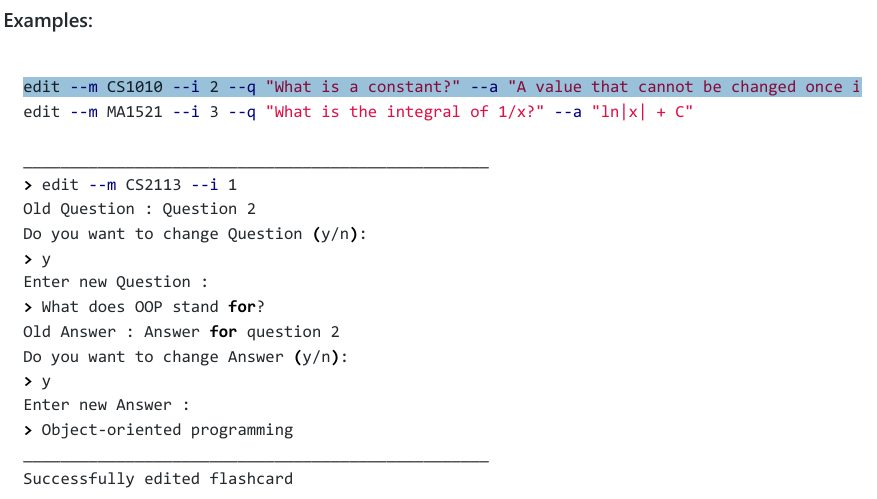 Examples:
edit --m CS1010 --i 2 --q "What is a constant?" --a "A value that cannot be changed once i
edit --m MA1521 --i 3 --q "What is the integral of 1/x?" --a "ln|x| + C"
__________________________________________________
> edit --m CS2113 --i 1
Old Question : Question 2
Do you want to change Question (y/n):
> y
Enter new Question :
> What does OOP stand for?
Old Answer : Answer for question 2
Do you want to change Answer (y/n):
> y
Enter new Answer :
> Object-oriented programming
__________________________________________________
Successfully edited flashcard